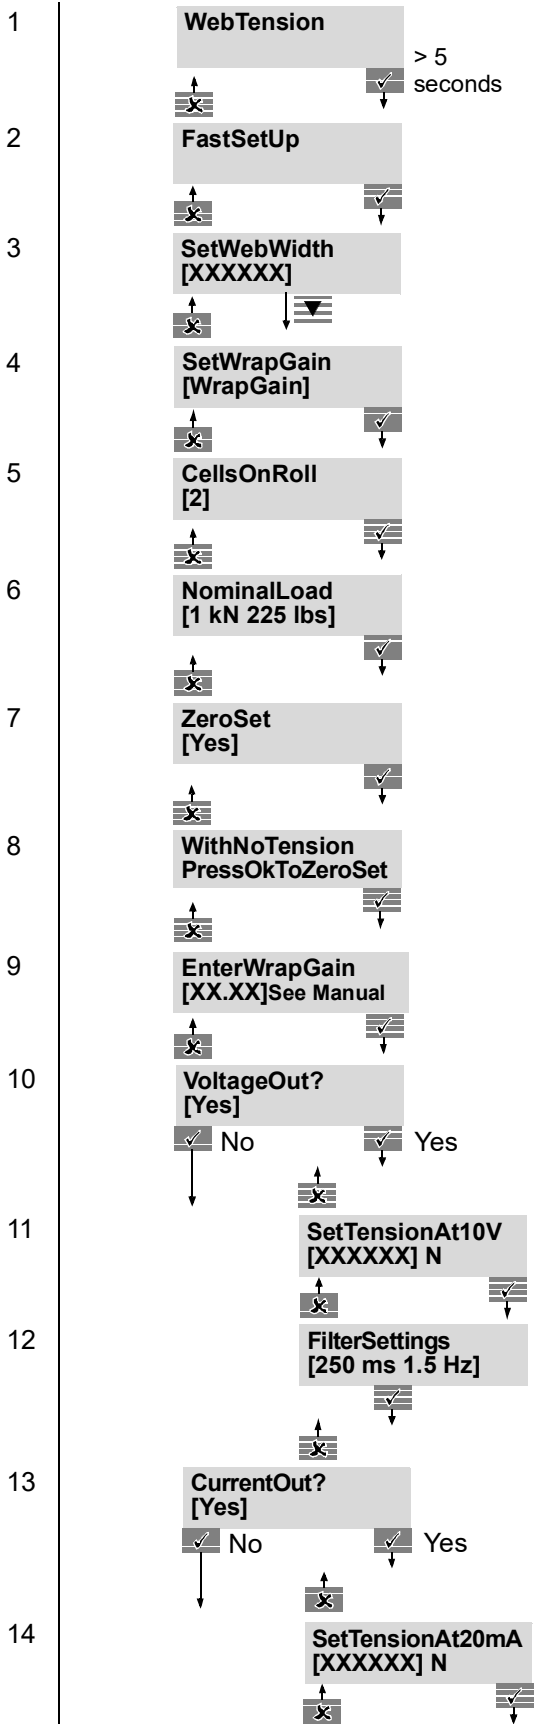 1
WebTension
> 5
seconds
2
FastSetUp
3
SetWebWidth
[XXXXXX]
4
SetWrapGain
[WrapGain]
5
CellsOnRoll
[2]
6
NominalLoad
[1 kN 225 lbs]
7
ZeroSet
[Yes]
8
WithNoTension
PressOkToZeroSet
9
EnterWrapGain
[XX.XX]See Manual
10
VoltageOut?
[Yes]
No Yes
11
SetTensionAt10V
[XXXXXX] N
12
FilterSettings
[250 ms 1.5 Hz]
13
CurrentOut?
[Yes]
No Yes
14
SetTensionAt20mA
[XXXXXX] N